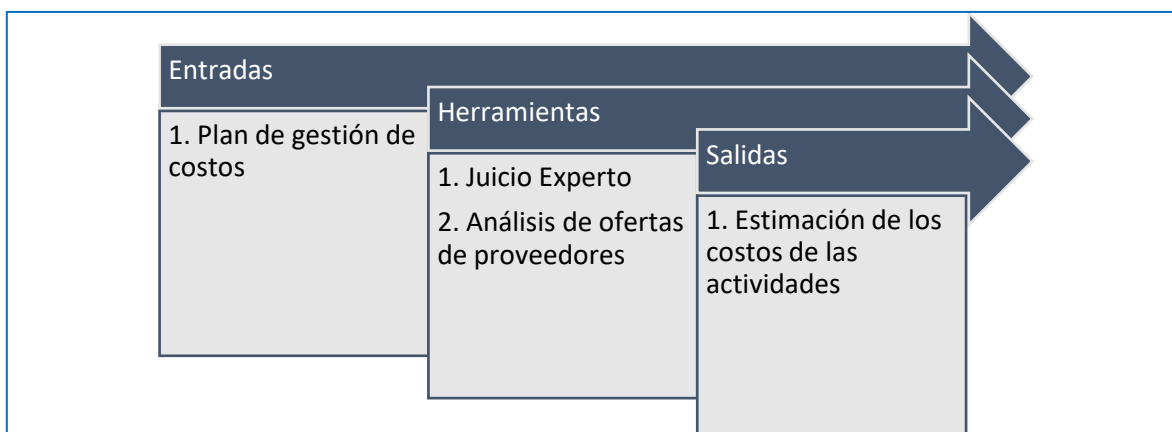 Entradas
1. Plan de gestión de
costos
Herramientas
1. Juicio Experto
2. Análisis de ofertas
de proveedores
Salidas
1. Estimación de los
costos de las
actividades